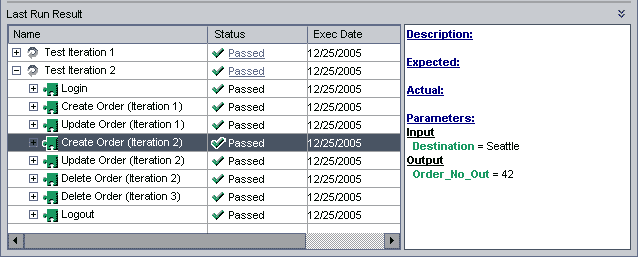 Last Run Result
Name Status Exec Date
Test Iteration 1 Passed 12/25/2005
Test Iteration 2 Passed 12/25/2005
Login Passed 12/25/2005
Create Order (Iteration 1) Passed 12/25/2005
Update Order (Iteration 1) Passed 12/25/2005
Create Order (Iteration 2) Passed 12/25/2005
Update Order (Iteration 2) Passed 12/25/2005
Delete Order (Iteration 2) Passed 12/25/2005
Delete Order (Iteration 3) Passed 12/25/2005
Logout Passed 12/25/2005
Description:
Expected:
Actual:
Parameters:
Input
Destination = Seattle
Output
Order_No_Out = 42